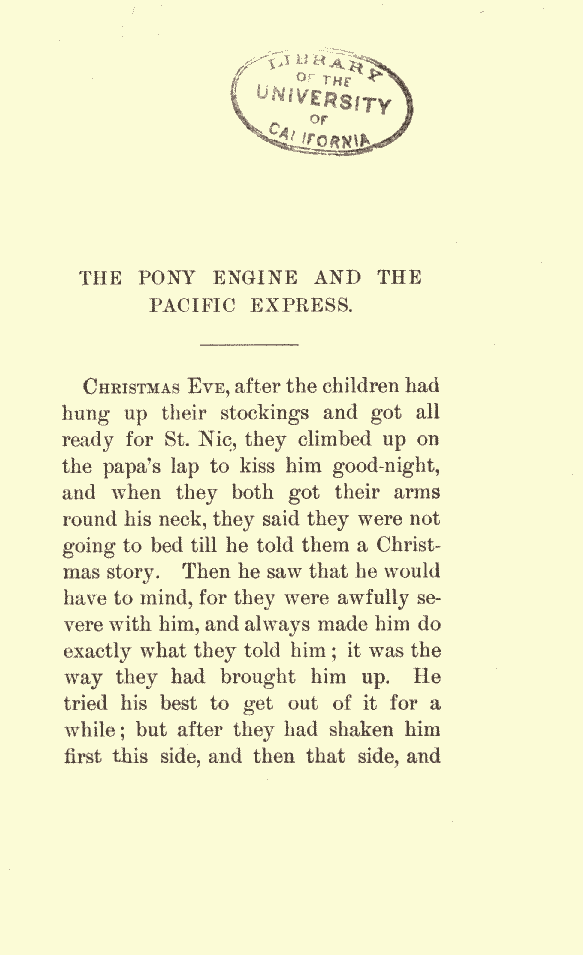 LIBRARY
OF THE
UNIVERSITY
OF
CALIFORNIA
THE PONY ENGINE AND THE
PACIFIC EXPRESS.
CHRISTMAS EVE, after the children had
hung up their stockings and got all
ready for St. Nic, they climbed up on
the papa's lap to kiss him good-night,
and when they both got their arms
round his neck, they said they were not
going to bed till he told them a Christ-
mas story. Then he saw that he would
have to mind, for they were awfully se-
vere with him, and always made him do
exactly what they told him; it was the
way they had brought him up. He
tried his best to get out of it for a
while; but after they had shaken him
first this side, and then that side, and